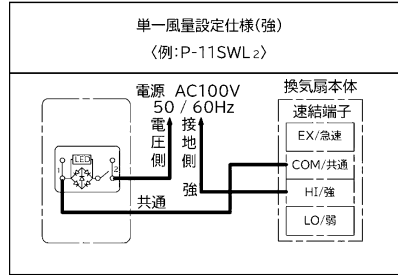 単一風量設定仕様(強)
〈例:P-11SWL2〉
電源 AC100V
50 / 60Hz
電圧側
接地側
強
共通
LED
1
2
換気扇本体
速結端子
EX/急速
COM/共通
HI/強
LO/弱